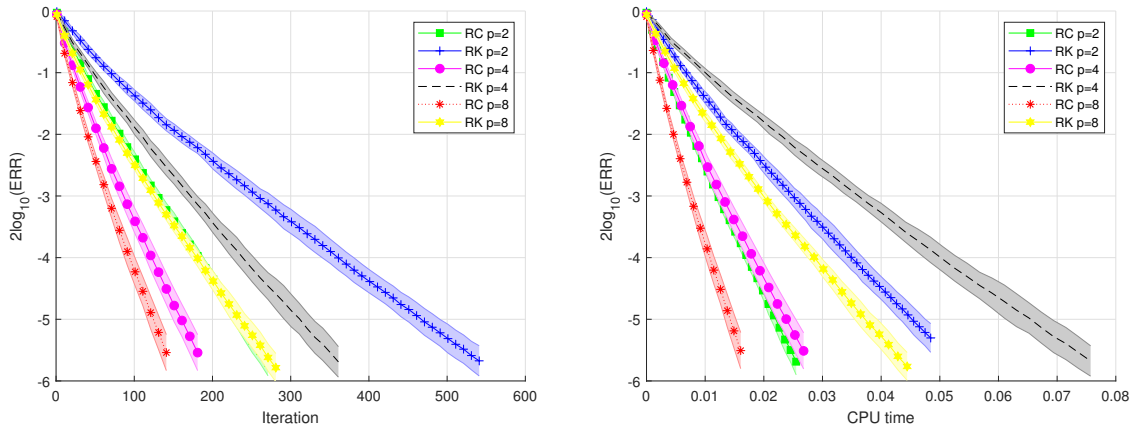 0
-1
-2
-3
-4
-5
-6
0
100
200
300
400
500
600
2log10(ERR)
Iteration
RC p=2
RK p=2
RC p=4
RK p=4
RC p=8
RK p=8
0
-1
-2
-3
-4
-5
-6
0
0.01
0.02
0.03
0.04
0.05
0.06
0.07
0.08
2log10(ERR)
CPU time
RC p=2
RK p=2
RC p=4
RK p=4
RC p=8
RK p=8